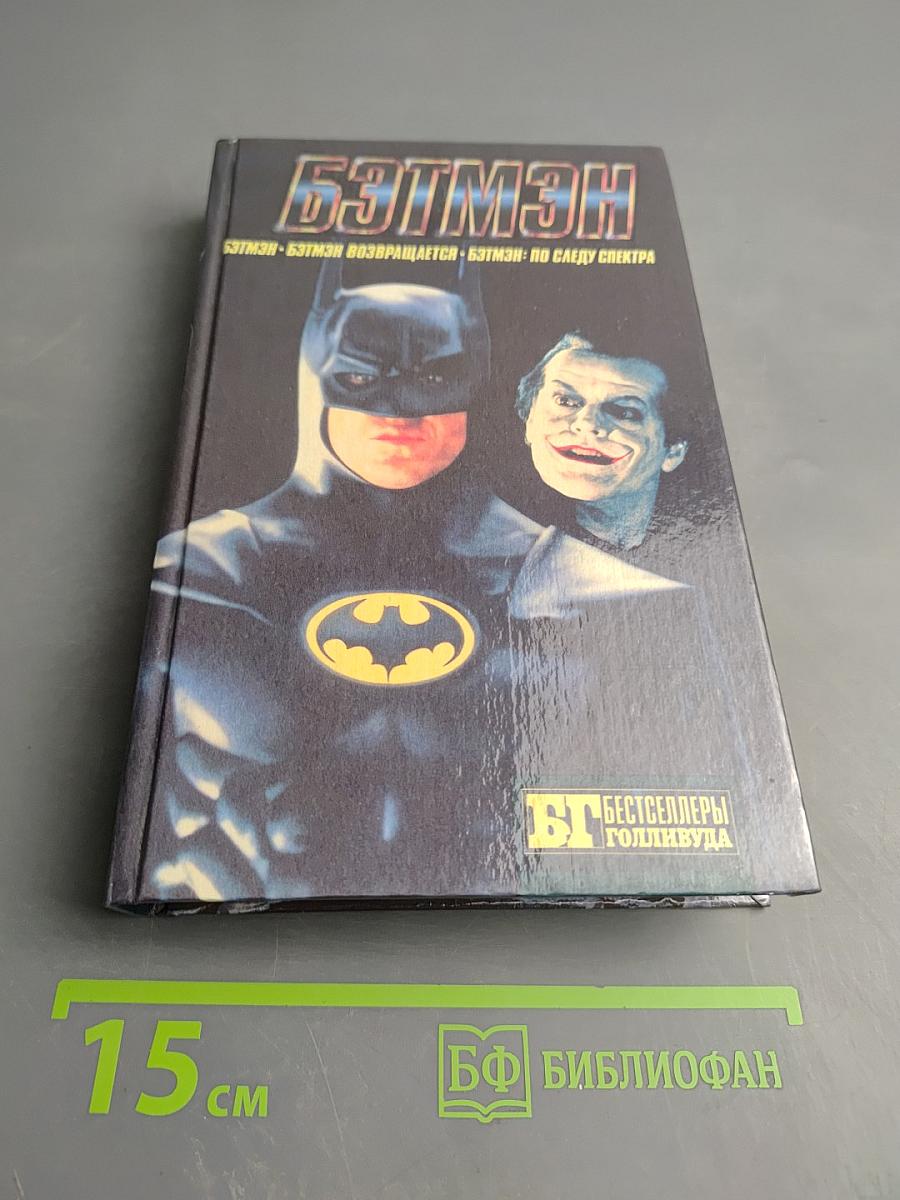 БЭТМЭН
БЭТМЭН • БЭТМЭН ВОЗВРАЩАЕТСЯ • БЭТМЭН: ПО СЛЕДУ СПЕКТРА
БГ БЕСТСЕЛЛЕРЫ
ГОЛЛИВУДА
15 см
БФ БИБЛИОФАН